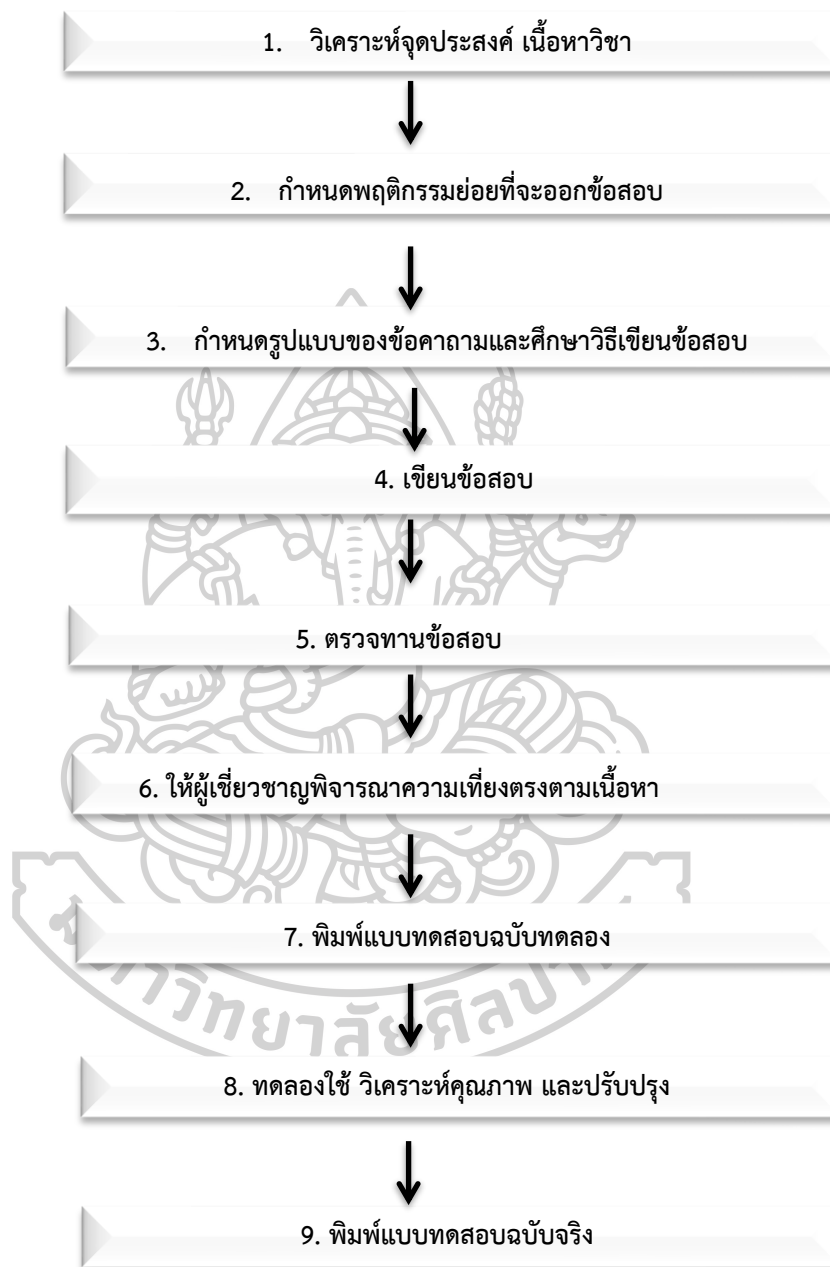 1. วิเคราะห์จุดประสงค์ เนื้อหาวิชา
2. กำหนดพฤติกรรมย่อยที่จะออกข้อสอบ
3. กำหนดรูปแบบของข้อคาถามและศึกษาวิธีเขียนข้อสอบ
4. เขียนข้อสอบ
5. ตรวจทานข้อสอบ
6. ให้ผู้เชี่ยวชาญพิจารณาความเที่ยงตรงตามเนื้อหา
7. พิมพ์แบบทดสอบฉบับทดลอง
8. ทดลองใช้ วิเคราะห์คุณภาพ และปรับปรุง
9. พิมพ์แบบทดสอบฉบับจริง